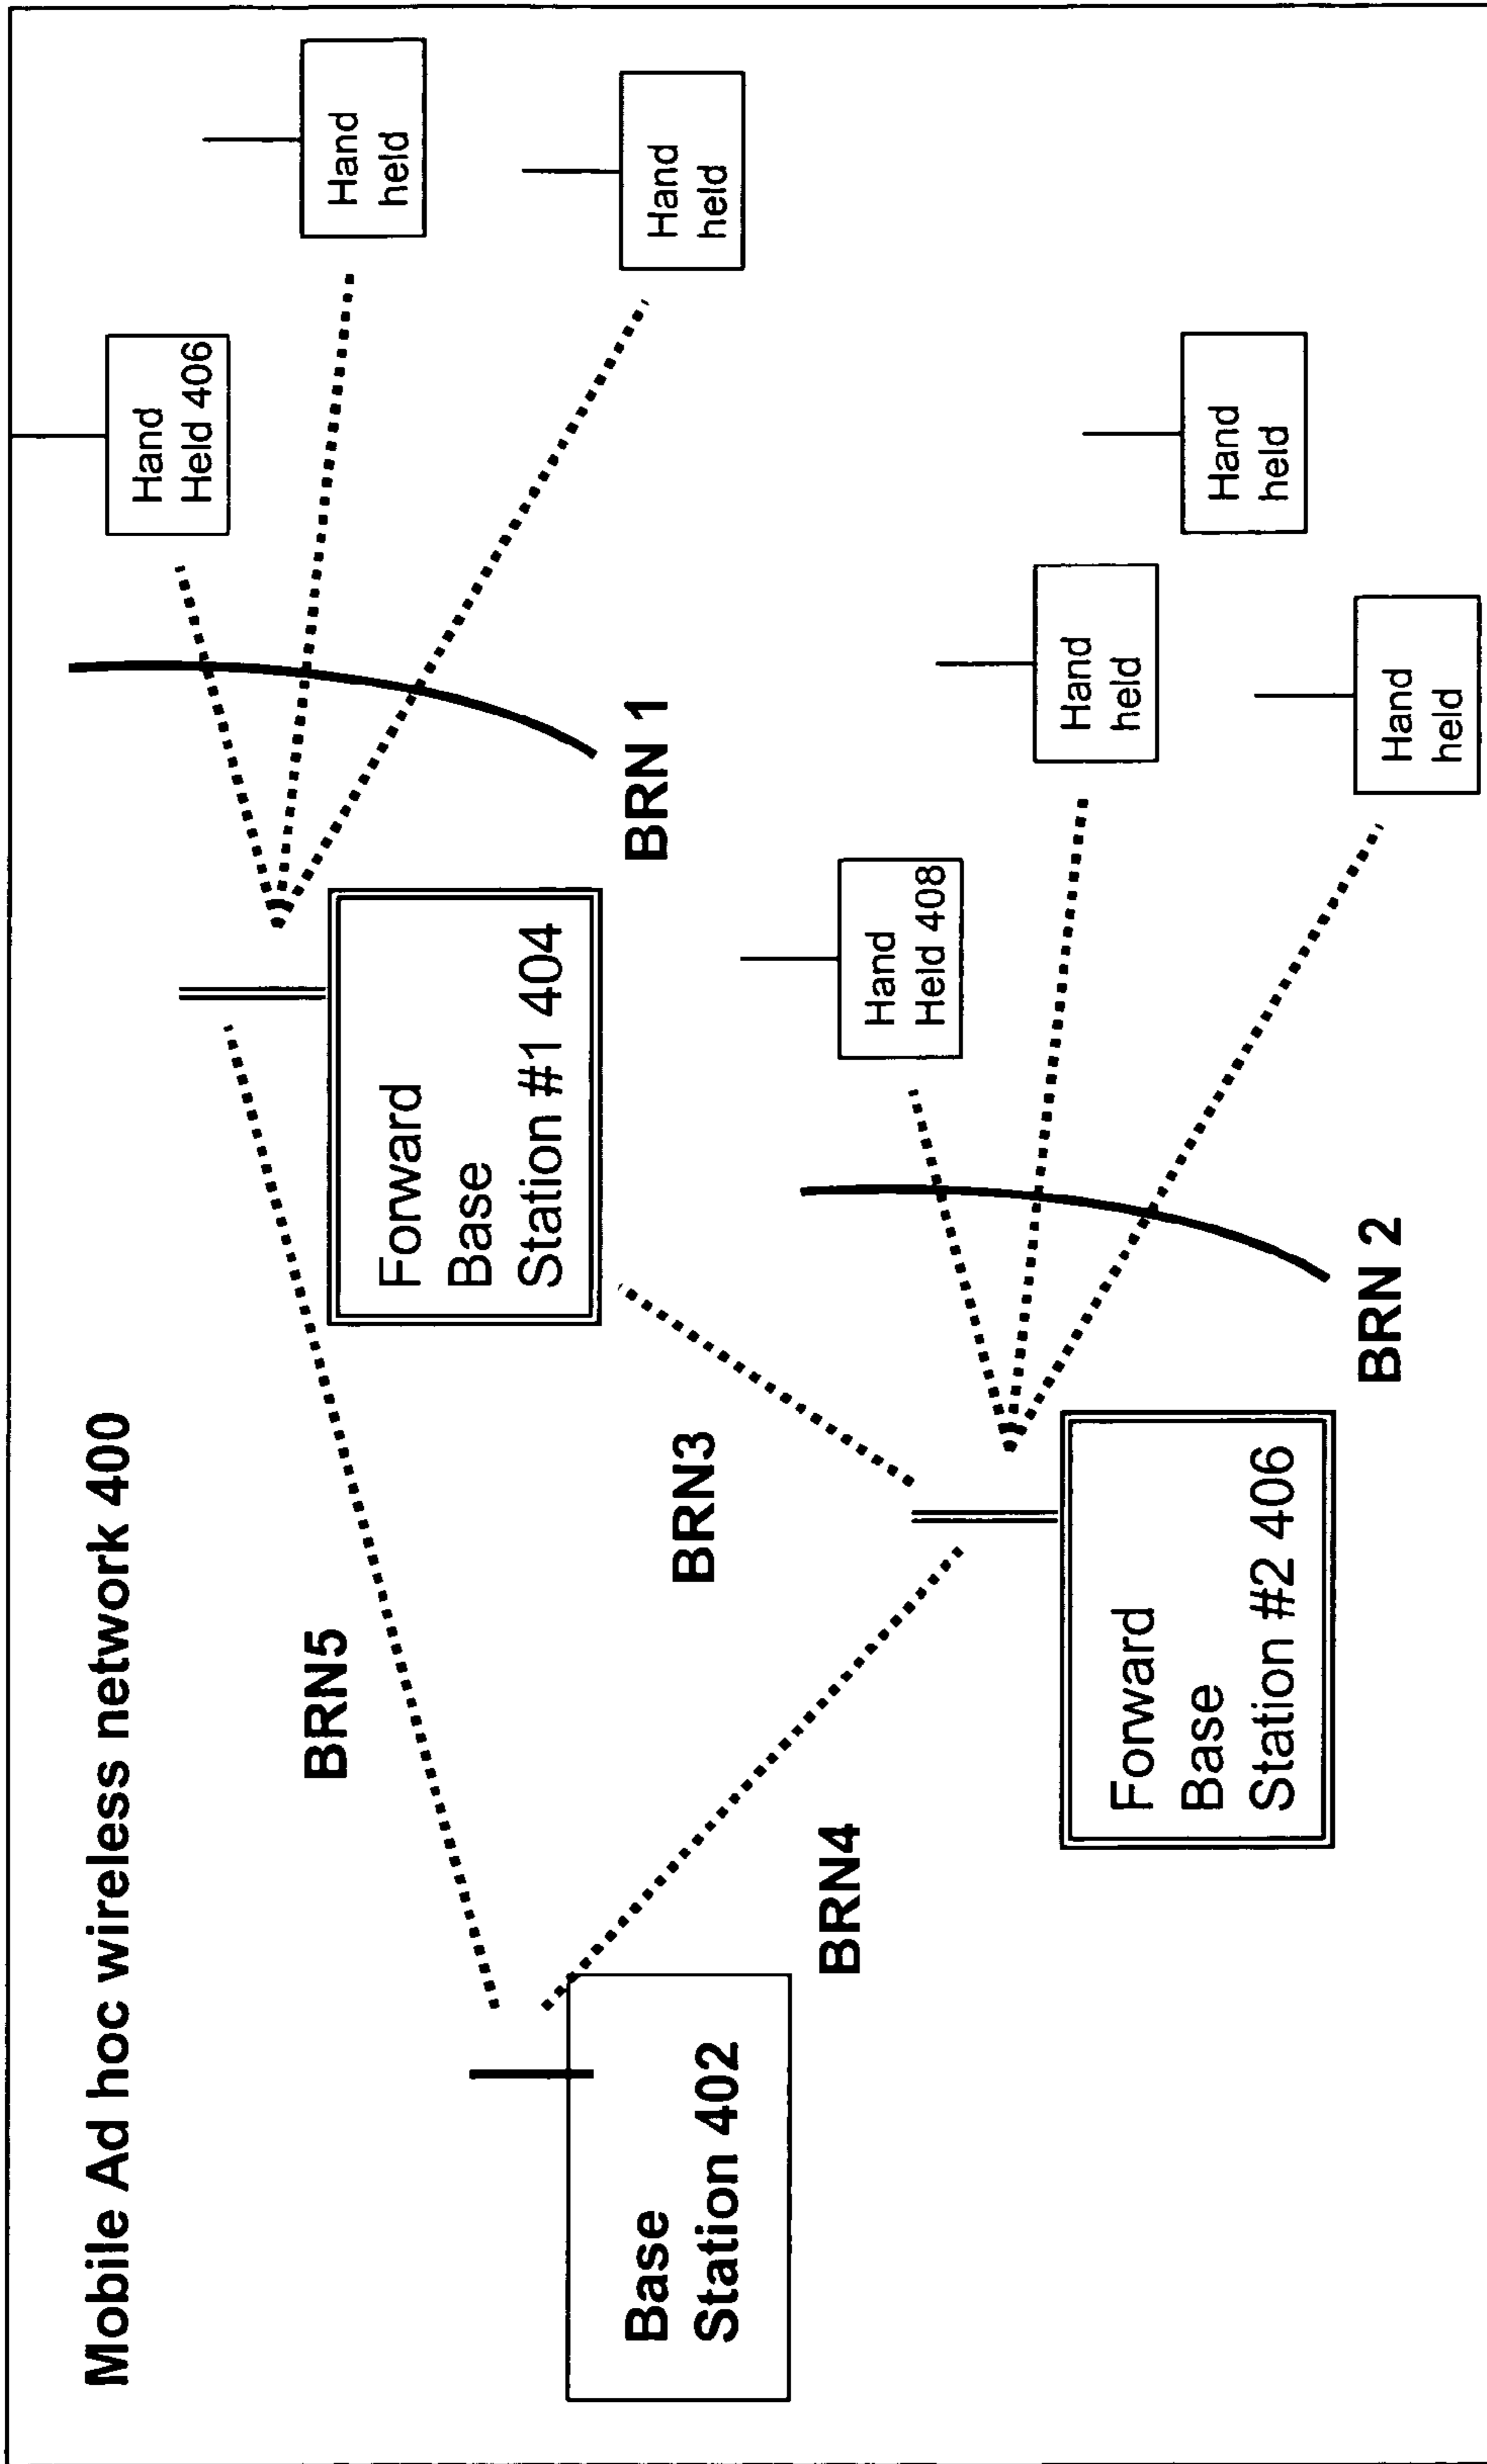 Mobile Ad hoc wireless network 400
Hand
Held 406
Hand
held
BRN5
Forward
Base
Station #1 404
Hand
held
BRN 1
Base
Station 402
BRN3
Hand
Held 408
BRN4
Hand
held
Forward
Base
Station #2 406
Hand
held
BRN 2
Hand
held